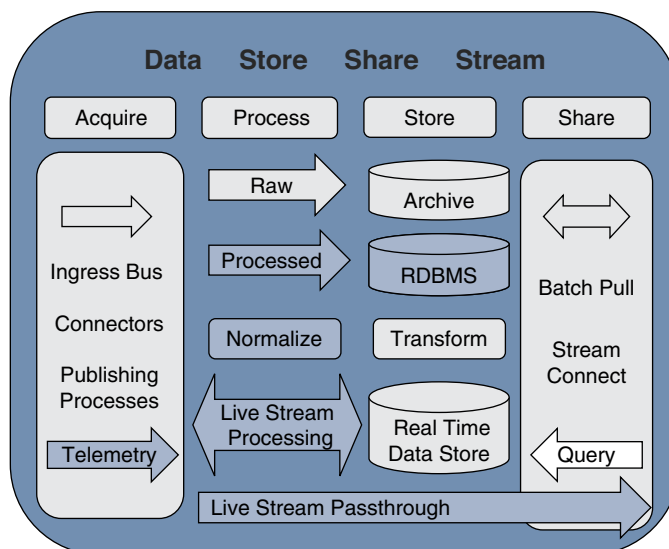 Data Store Share Stream
Acquire
Process
Store
Share
Raw
Archive
Ingress Bus
Processed
RDBMS
Batch Pull
Connectors
Normalize
Transform
Stream
Connect
Publishing
Processes
Live Stream
Processing
Real Time
Data Store
Telemetry
Query
Live Stream Passthrough